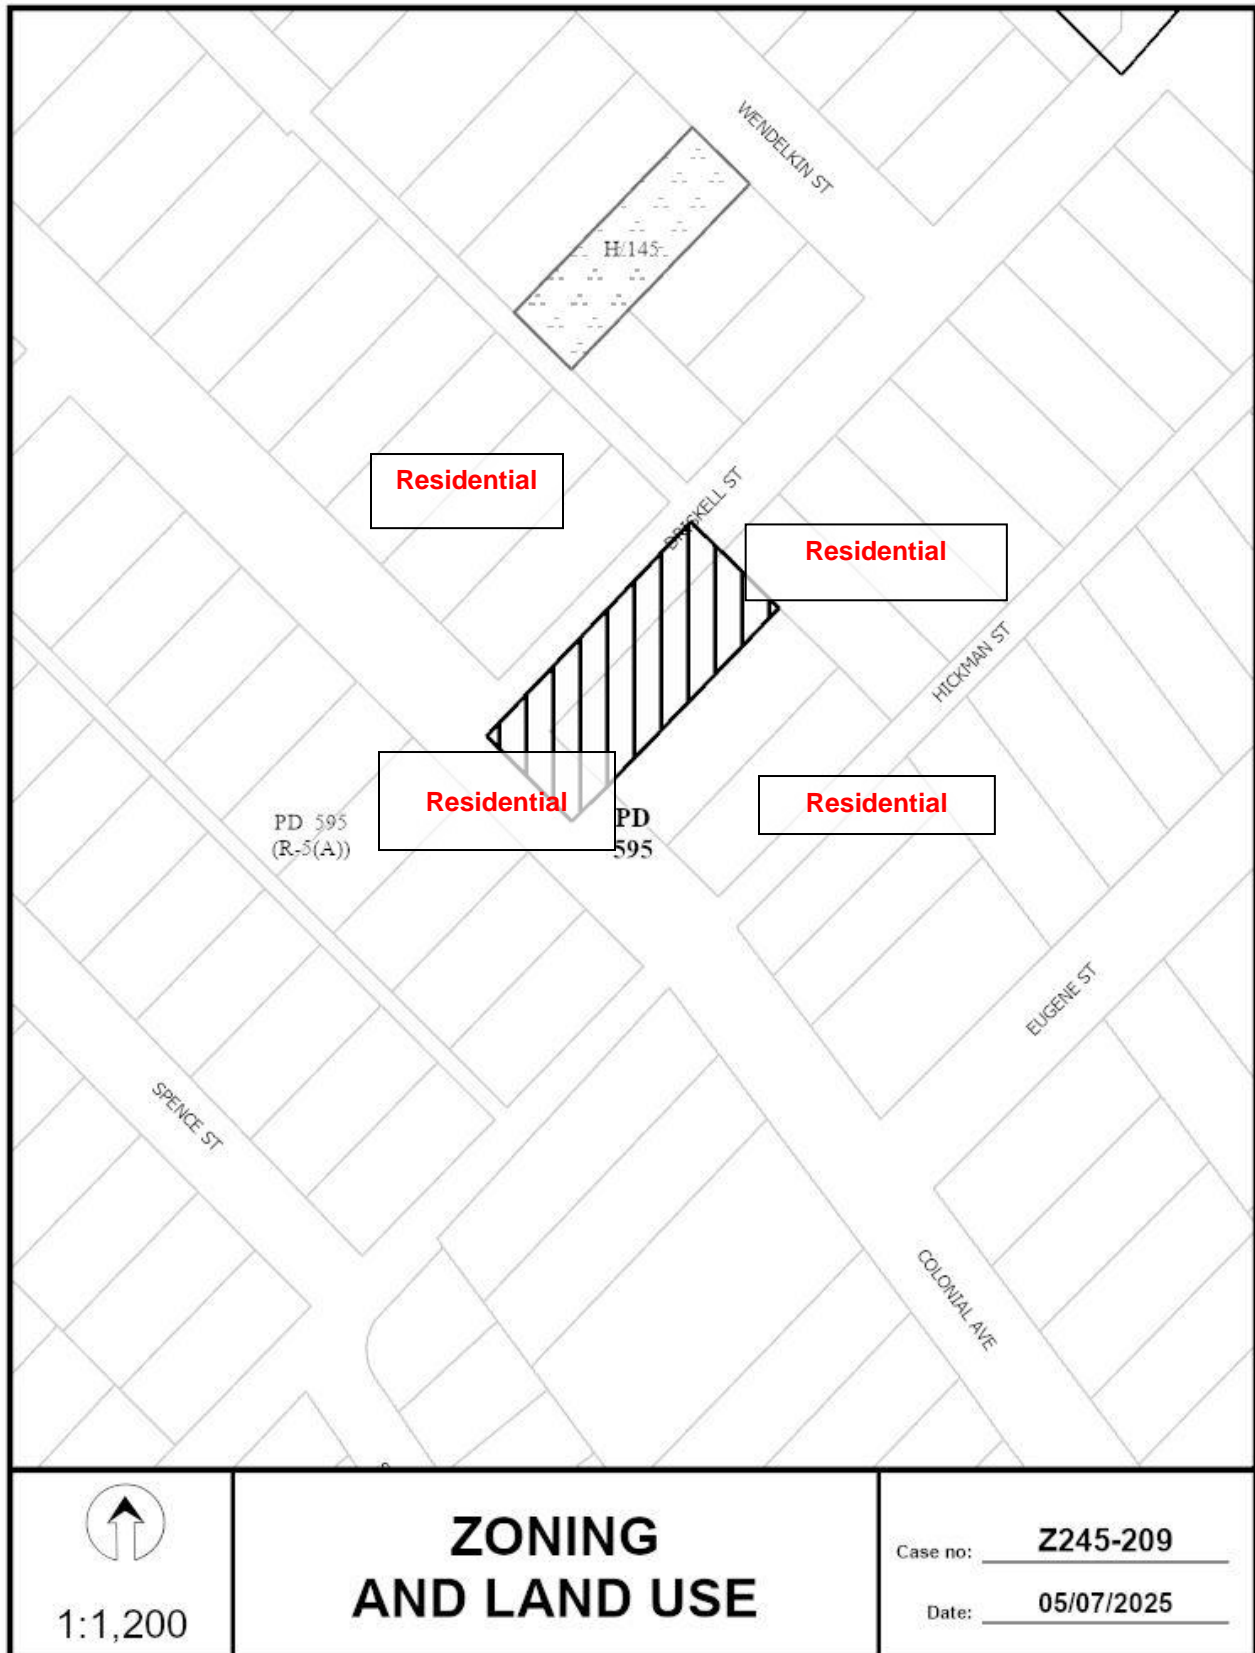 WENDELKIN ST
H/145
Residential
DRISKELL ST
Residential
HICKMAN ST
Residential
Residential
PD 595
(R-5(A))
PD
595
EUGENE ST
SPENCE ST
COLONIAL AVE
1:1,200
ZONING
AND LAND USE
Case no: Z245-209
Date: 05/07/2025